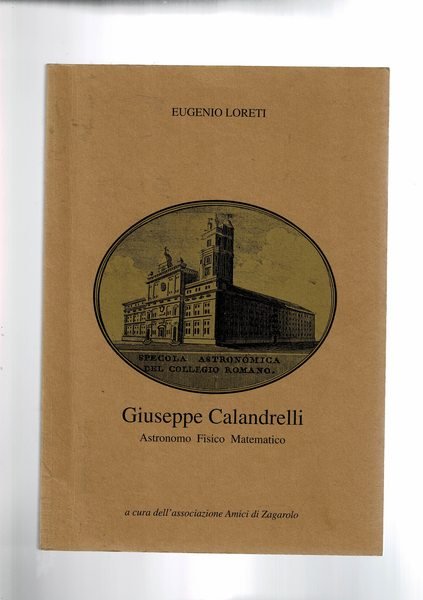 EUGENIO LORETI
SPECOLA ASTRONOMICA
DEL COLLEGIO ROMANO.
Giuseppe Calandrelli
Astronomo Fisico Matematico
a cura dell'associazione Amici di Zagarolo